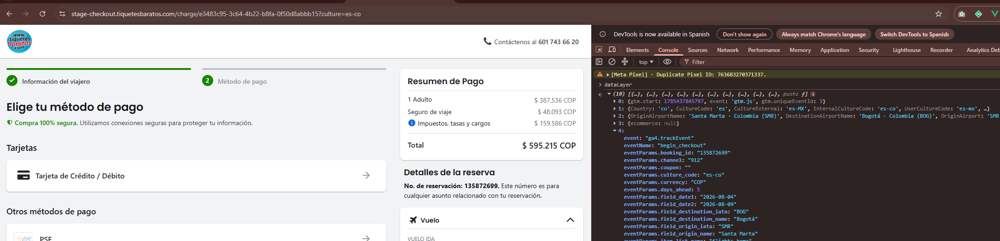 stage-checkout.tiquetesbaratos.com/charge/e3483c95-3c64-4b22-b8fa-0f50d8abbb15?culture=es-co
www.
tiquetes
baratos
.com
Contáctenos al 601 743 66 20
Información del viajero
2 Método de pago
Elige tu método de pago
Compra 100% segura. Utilizamos conexiones seguras para proteger tu información.
Tarjetas
Tarjeta de Crédito / Débito
Otros métodos de pago
pse PSE
Resumen de Pago
1 Adulto $ 387.536 COP
Seguro de viaje $ 48.093 COP
Impuestos, tasas y cargos $ 159.586 COP
Total $ 595.215 COP
Detalles de la reserva
No. de reservación: 135872699. Este número es para
cualquier asunto relacionado con tu reservación.
Vuelo
VUELO IDA
DevTools is now available in Spanish Don't show again Always match Chrome's language Switch DevTools to Spanish
Elements Console Sources Network Performance Memory Application Security Lighthouse Recorder Analytics Deb
top Filter
[Meta Pixel] - Duplicate Pixel ID: 763683270371337.
dataLayer
(10) [{…}, {…}, {…}, {…}, {…}, {…}, {…}, {…}, {…}, {…}, push: ƒ]
0: {gtm.start: 1785437845797, event: 'gtm.js', gtm.uniqueEventId: 3}
1: {Country: 'co', CultureCode: 'es', CultureExternal: 'es-MX', InternalCultureCode: 'es-co', UserCultureCode: 'es-mx', …}
2: {OriginAirportName: 'Santa Marta - Colombia (SMR)', DestinationAirportName: 'Bogotá - Colombia (BOG)', OriginAirport: 'SMR
3: {ecommerce: null}
4:
event: "ga4.trackEvent"
eventName: "begin_checkout"
eventParams.booking_id: "135872699"
eventParams.channel: "912"
eventParams.coupon: ""
eventParams.culture_code: "es-co"
eventParams.currency: "COP"
eventParams.days_ahead: 5
eventParams.field_date1: "2026-08-04"
eventParams.field_date2: "2026-08-09"
eventParams.field_destination_iata: "BOG"
eventParams.field_destination_name: "Bogotá"
eventParams.field_origin_iata: "SMR"
eventParams.field_origin_name: "Santa Marta"
eventParams.item_list_name: "flights_home"